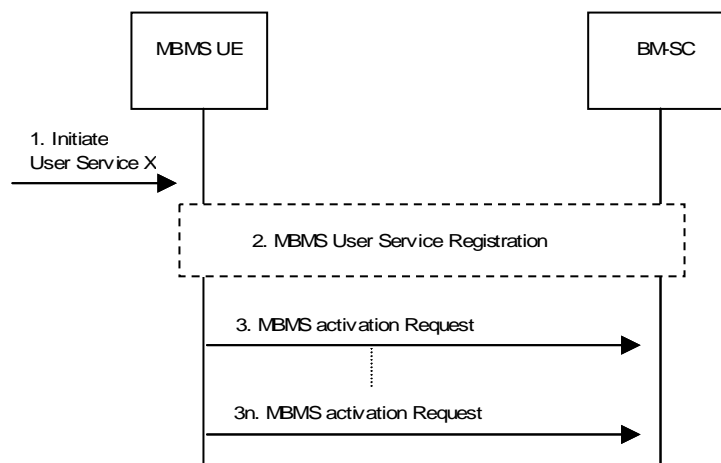 MBMS UE
BM-SC
1. Initiate
User Service X
2. MBMS User Service Registration
3. MBMS activation Request
3n. MBMS activation Request